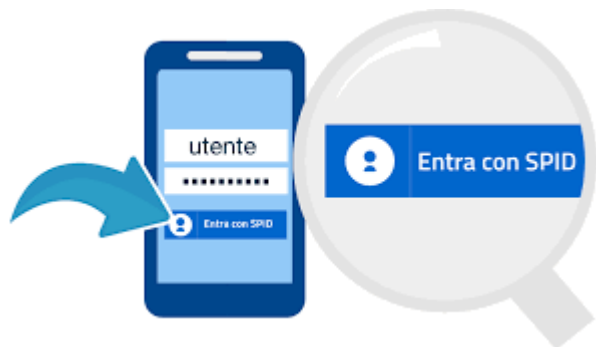 utente
••••••••••
Entra con SPID
Entra con SPID